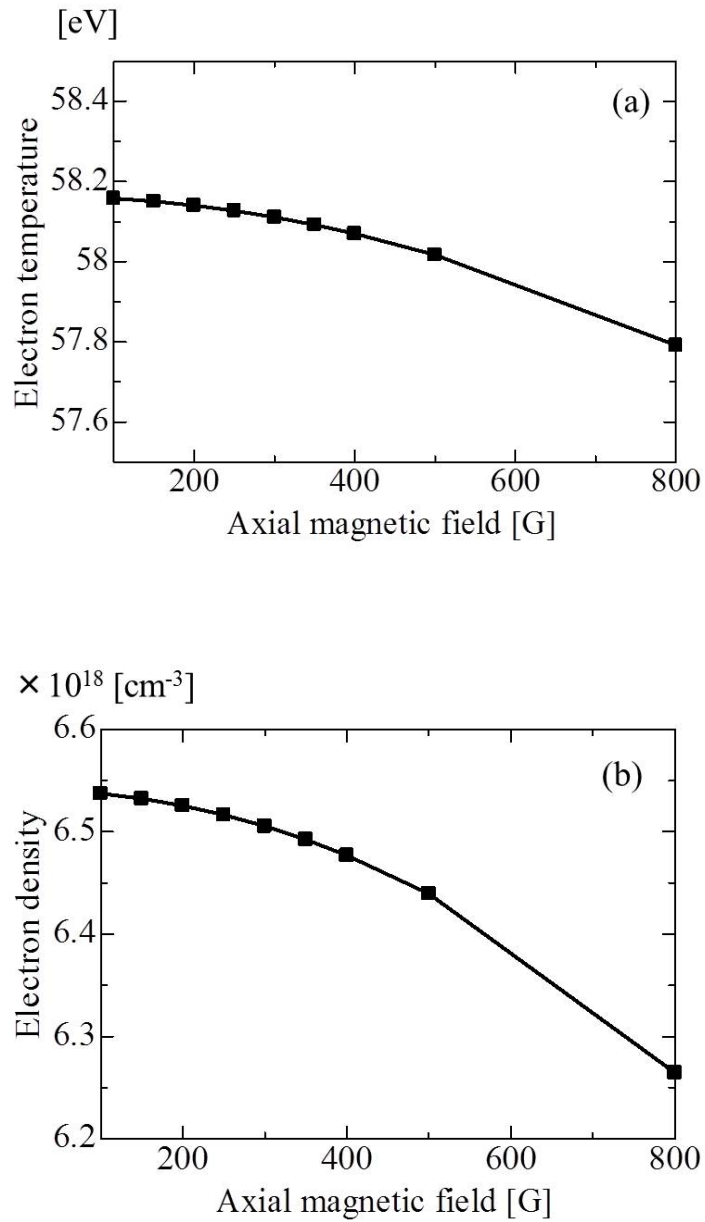 [eV]
(a)
58.4
58.2
58
57.8
57.6
Electron temperature
200 400 600 800
Axial magnetic field [G]
× 10¹⁸ [cm⁻³]
(b)
6.6
6.5
6.4
6.3
6.2
Electron density
200 400 600 800
Axial magnetic field [G]